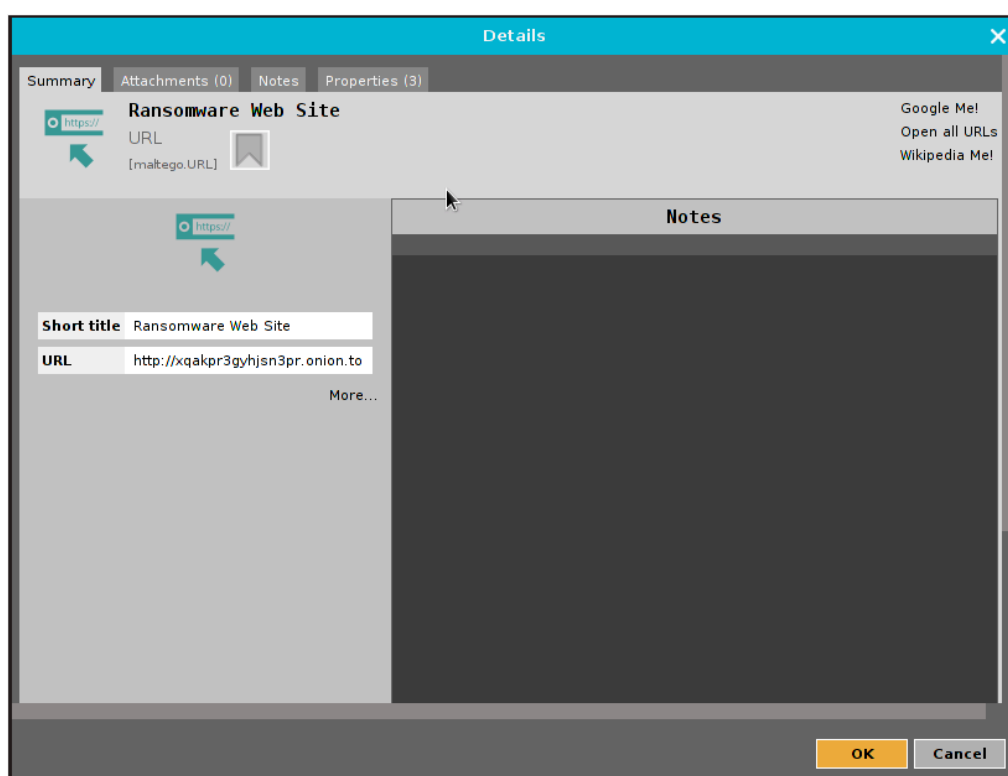 Details
Summary Attachments (0) Notes Properties (3)
https://
Ransomware Web Site
URL
[maltego.URL]
Google Me!
Open all URLs
Wikipedia Me!
https://
Notes
Short title Ransomware Web Site
URL http://xqakpr3gyhjsn3pr.onion.to
More...
OK Cancel